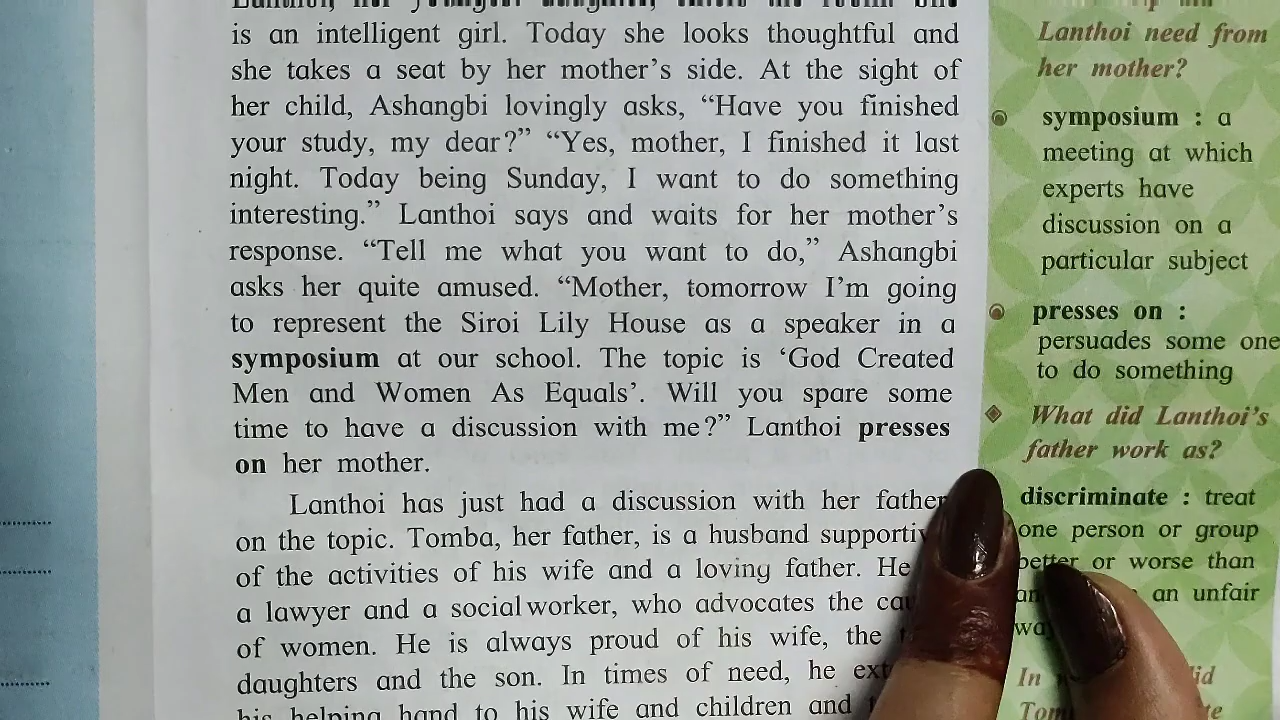 is an intelligent girl. Today she looks thoughtful and
she takes a seat by her mother's side. At the sight of
her child, Ashangbi lovingly asks, "Have you finished
your study, my dear?" "Yes, mother, I finished it last
night. Today being Sunday, I want to do something
interesting." Lanthoi says and waits for her mother's
response. "Tell me what you want to do," Ashangbi
asks her quite amused. "Mother, tomorrow I'm going
to represent the Siroi Lily House as a speaker in a
symposium at our school. The topic is 'God Created
Men and Women As Equals'. Will you spare some
time to have a discussion with me?" Lanthoi presses
on her mother.
Lanthoi has just had a discussion with her father
on the topic. Tomba, her father, is a husband
of the activities of his wife and a loving father. He
a lawyer and a social worker, who advocates the
of women. He is always proud of his wife, the
daughters and the son. In times of need, he
his helping hand to his wife and children and
Lanthoi need from
her mother?
symposium : a
meeting at which
experts have
discussion on a
particular subject
presses on :
persuades some one
to do something
What did Lanthoi's
father work as?
discriminate : treat
one person or group
better or worse than
an unfair
In